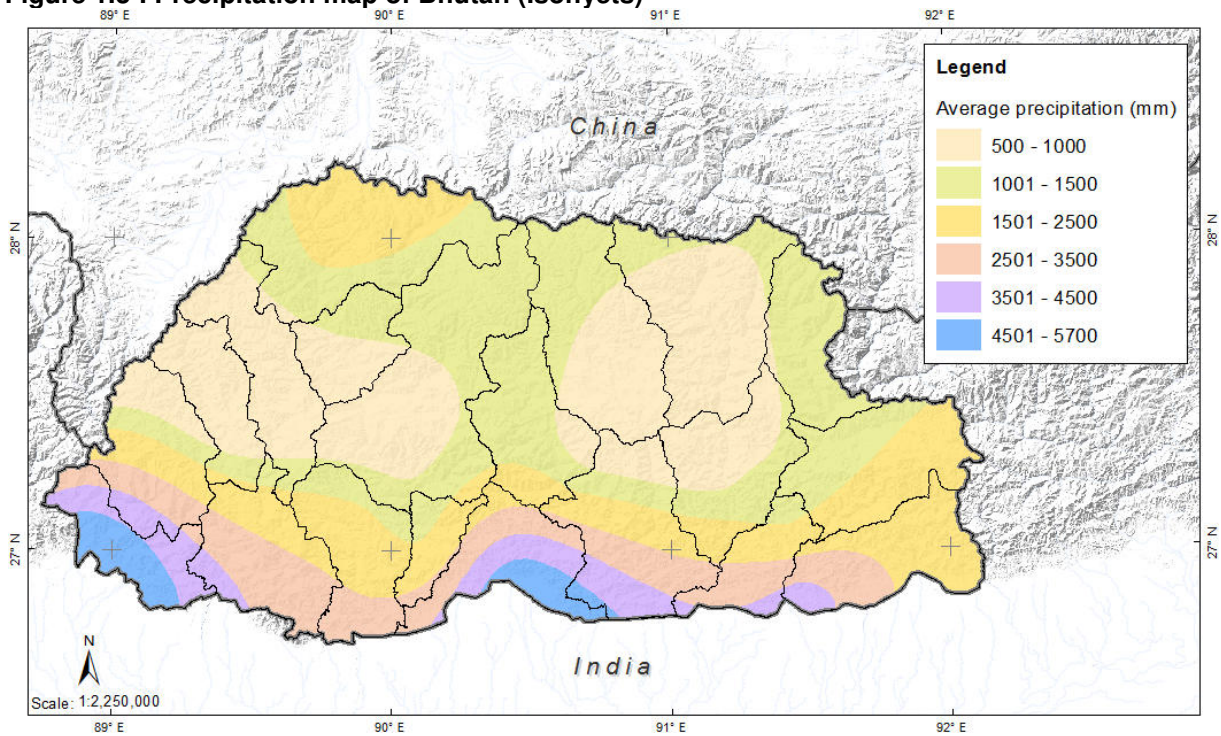 89° E 90° E 91° E 92° E
Legend
Average precipitation (mm)
500 - 1000
1001 - 1500
1501 - 2500
2501 - 3500
3501 - 4500
4501 - 5700
China
28° N 28° N
27° N 27° N
N
India
Scale: 1:2,250,000
89° E 90° E 91° E 92° E